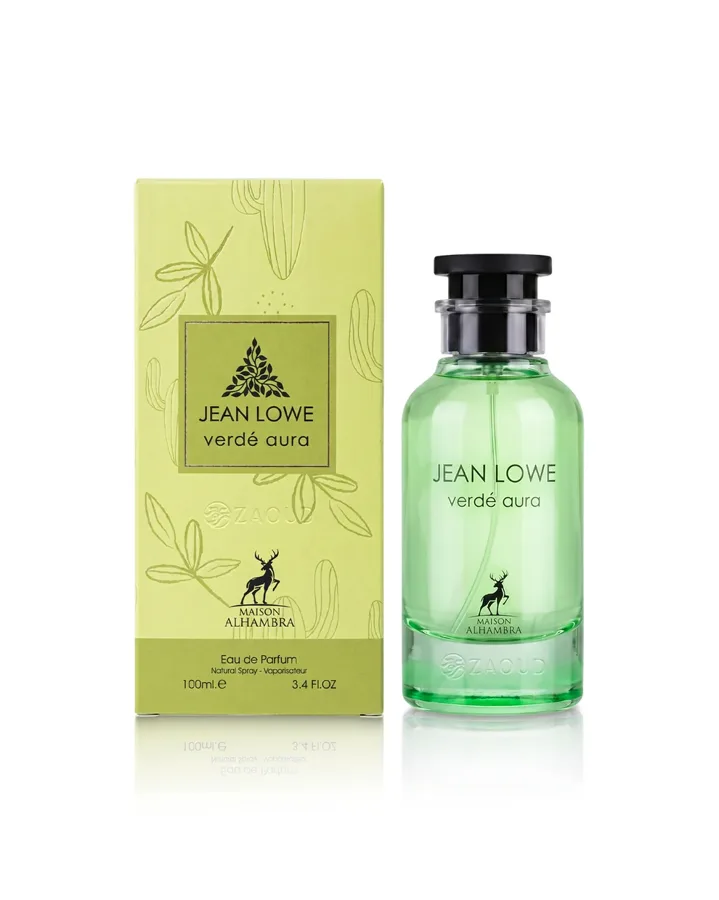 JEAN LOWE
verdé aura
ZAOUD
MAISON
ALHAMBRA
Eau de Parfum
Natural Spray - Vaporisateur
100ml.e 3.4 Fl.OZ
JEAN LOWE
verdé aura
MAISON
ALHAMBRA
ZAOUD